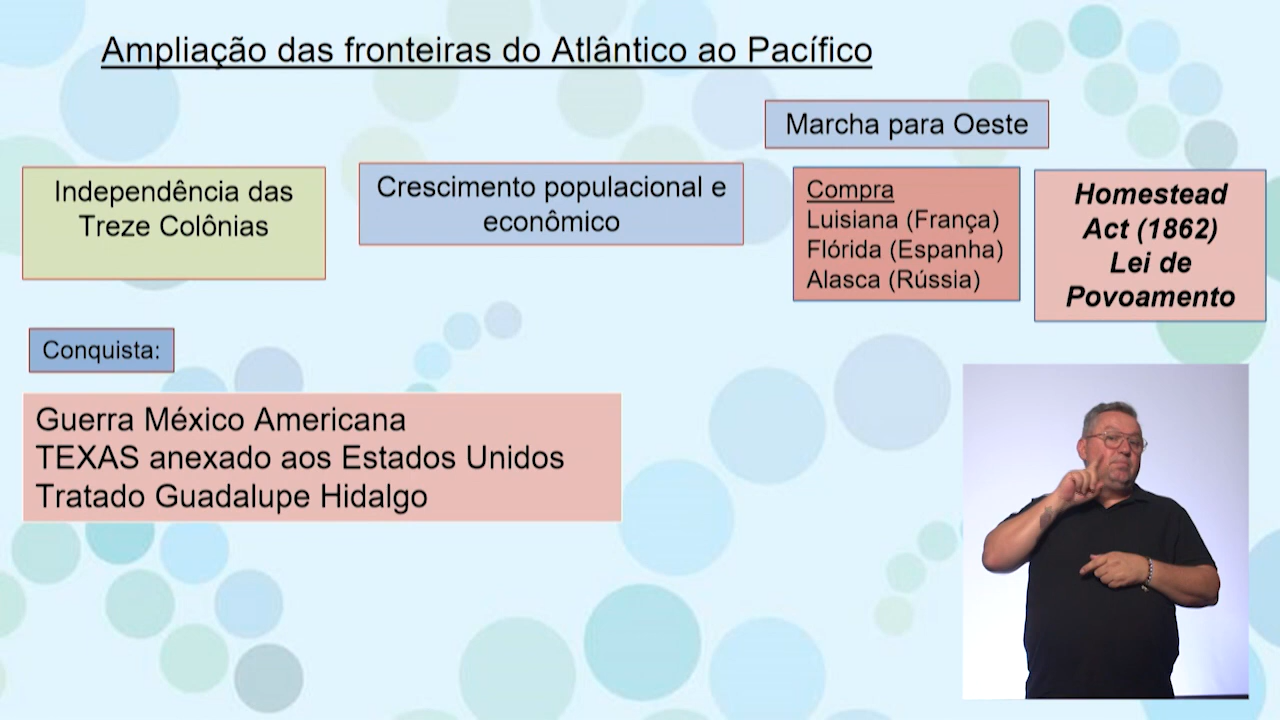 Ampliação das fronteiras do Atlântico ao Pacífico
Marcha para Oeste
Independência das
Treze Colônias
Crescimento populacional e
econômico
Compra
Luisiana (França)
Flórida (Espanha)
Alasca (Rússia)
Homestead
Act (1862)
Lei de
Povoamento
Conquista:
Guerra México Americana
TEXAS anexado aos Estados Unidos
Tratado Guadalupe Hidalgo